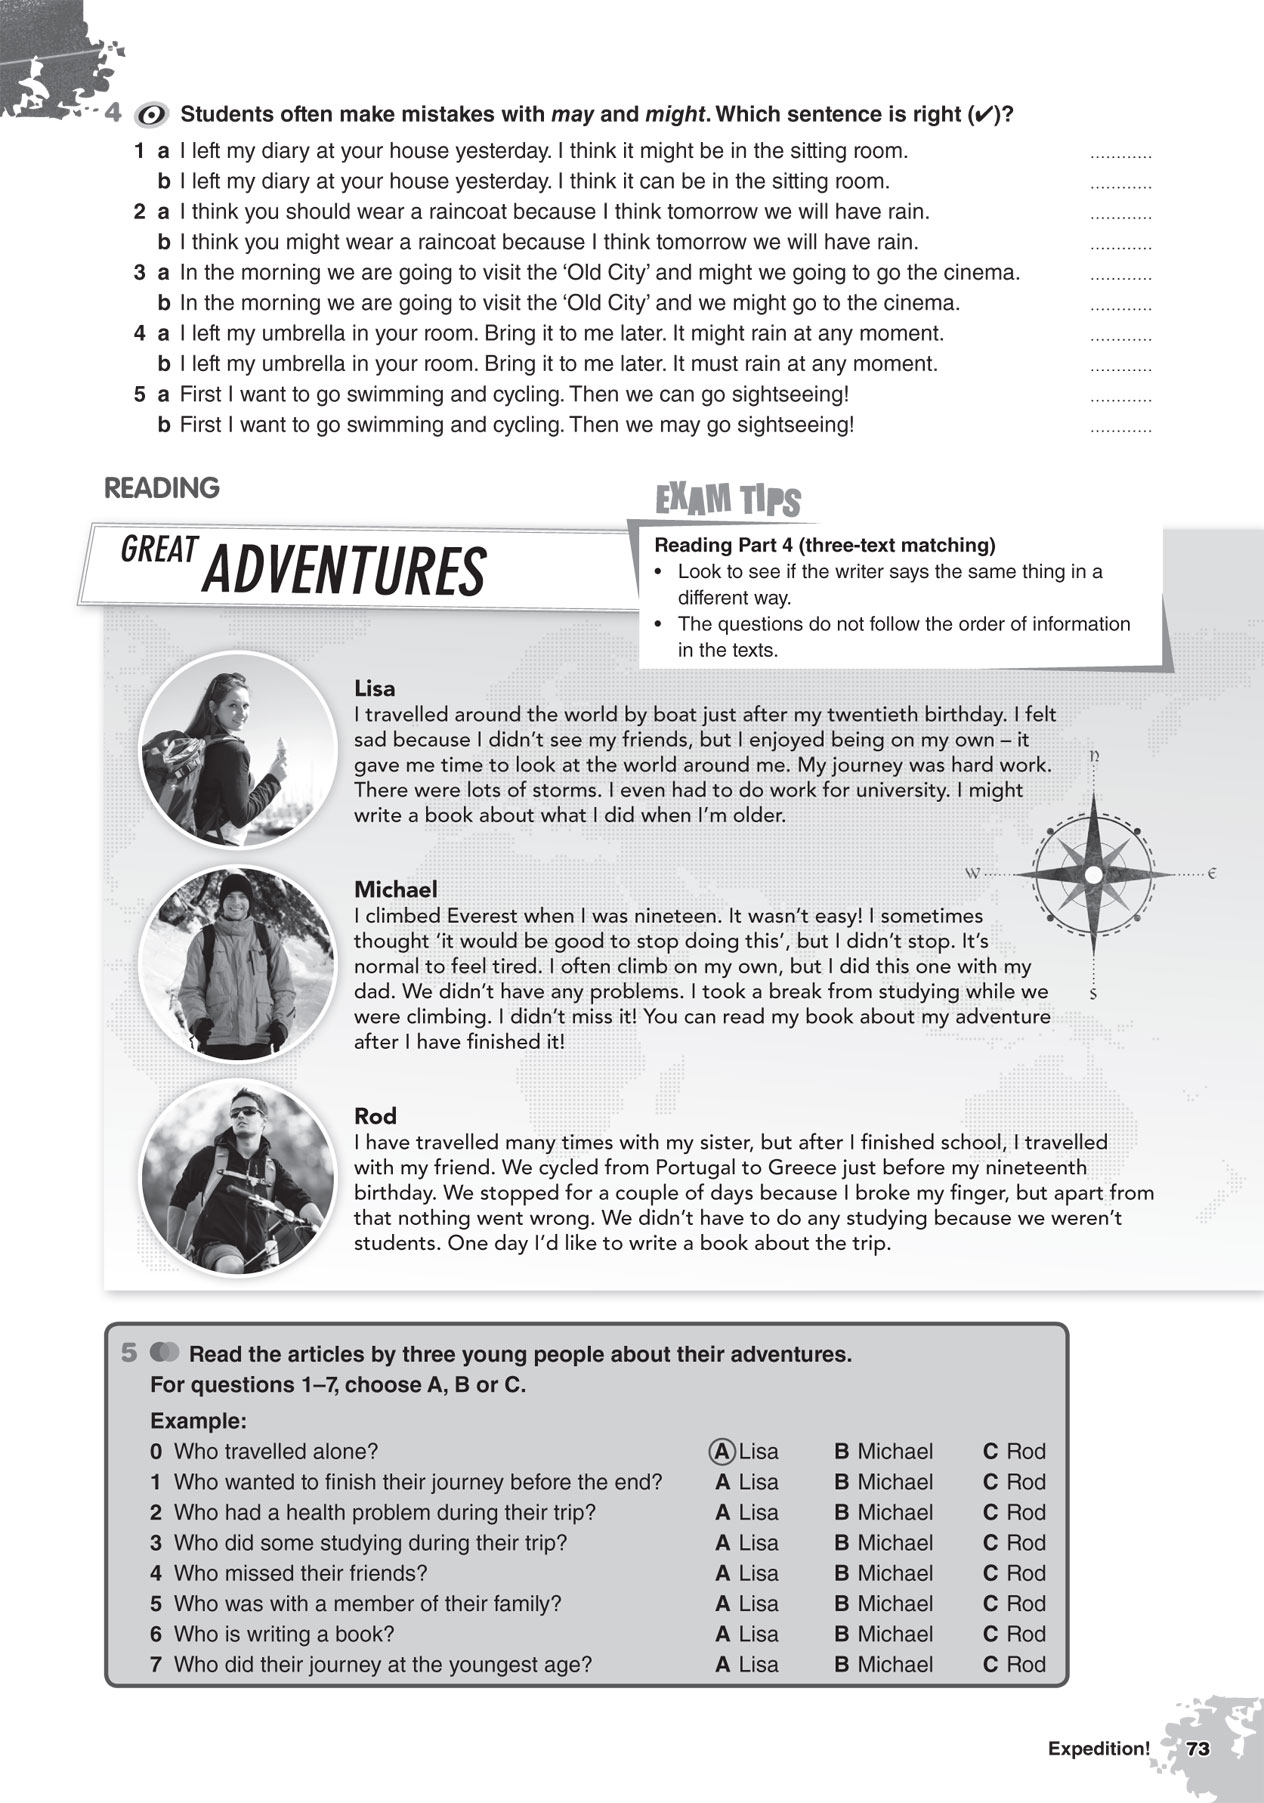 4 Students often make mistakes with may and might. Which sentence is right (✔)?
1 a I left my diary at your house yesterday. I think it might be in the sitting room. ............
b I left my diary at your house yesterday. I think it can be in the sitting room. ............
2 a I think you should wear a raincoat because I think tomorrow we will have rain. ............
b I think you might wear a raincoat because I think tomorrow we will have rain. ............
3 a In the morning we are going to visit the ‘Old City’ and might we going to go the cinema. ............
b In the morning we are going to visit the ‘Old City’ and we might go to the cinema. ............
4 a I left my umbrella in your room. Bring it to me later. It might rain at any moment. ............
b I left my umbrella in your room. Bring it to me later. It must rain at any moment. ............
5 a First I want to go swimming and cycling. Then we can go sightseeing! ............
b First I want to go swimming and cycling. Then we may go sightseeing! ............
READING
EXAM TIPS
Reading Part 4 (three-text matching)
• Look to see if the writer says the same thing in a
different way.
• The questions do not follow the order of information
in the texts.
GREAT ADVENTURES
Lisa
I travelled around the world by boat just after my twentieth birthday. I felt
sad because I didn’t see my friends, but I enjoyed being on my own – it
gave me time to look at the world around me. My journey was hard work.
There were lots of storms. I even had to do work for university. I might
write a book about what I did when I’m older.
N
W
E
S
Michael
I climbed Everest when I was nineteen. It wasn’t easy! I sometimes
thought ‘it would be good to stop doing this’, but I didn’t stop. It’s
normal to feel tired. I often climb on my own, but I did this one with my
dad. We didn’t have any problems. I took a break from studying while we
were climbing. I didn’t miss it! You can read my book about my adventure
after I have finished it!
Rod
I have travelled many times with my sister, but after I finished school, I travelled
with my friend. We cycled from Portugal to Greece just before my nineteenth
birthday. We stopped for a couple of days because I broke my finger, but apart from
that nothing went wrong. We didn’t have to do any studying because we weren’t
students. One day I’d like to write a book about the trip.
5 Read the articles by three young people about their adventures.
For questions 1–7, choose A, B or C.
Example:
0 Who travelled alone? A Lisa B Michael C Rod
1 Who wanted to finish their journey before the end? A Lisa B Michael C Rod
2 Who had a health problem during their trip? A Lisa B Michael C Rod
3 Who did some studying during their trip? A Lisa B Michael C Rod
4 Who missed their friends? A Lisa B Michael C Rod
5 Who was with a member of their family? A Lisa B Michael C Rod
6 Who is writing a book? A Lisa B Michael C Rod
7 Who did their journey at the youngest age? A Lisa B Michael C Rod
Expedition! 73